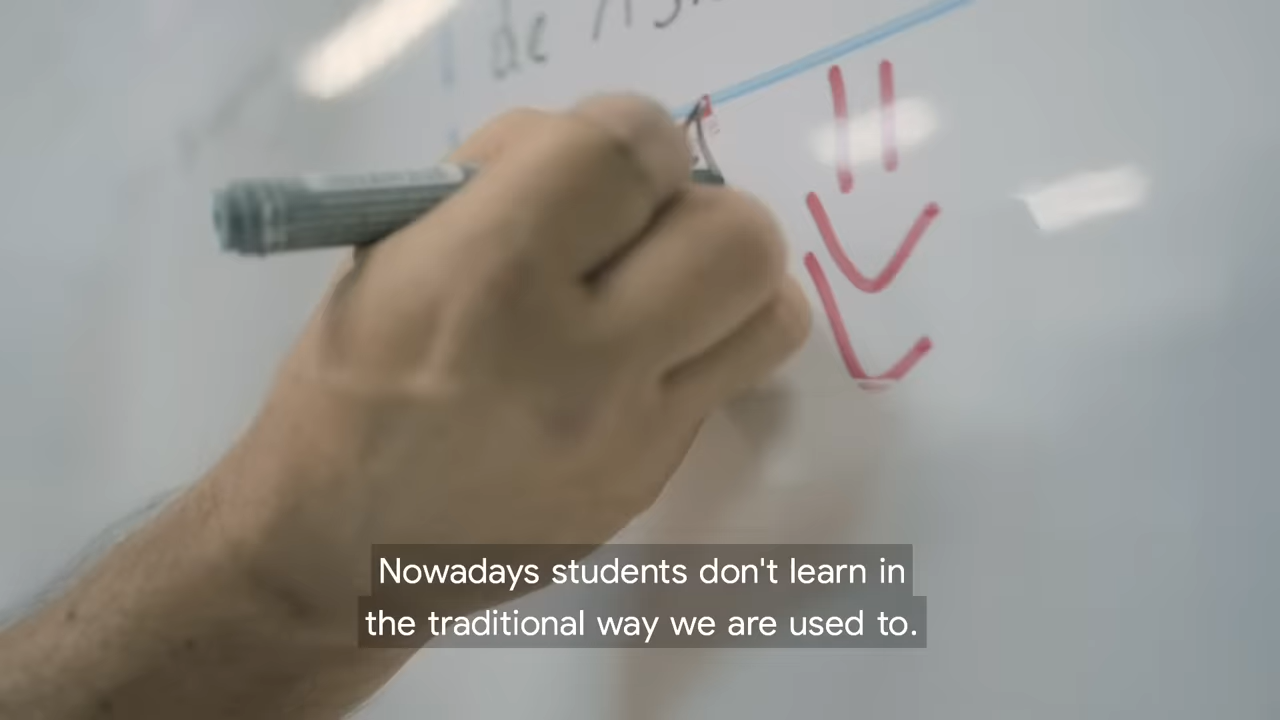 de
Nowadays students don't learn in
the traditional way we are used to.